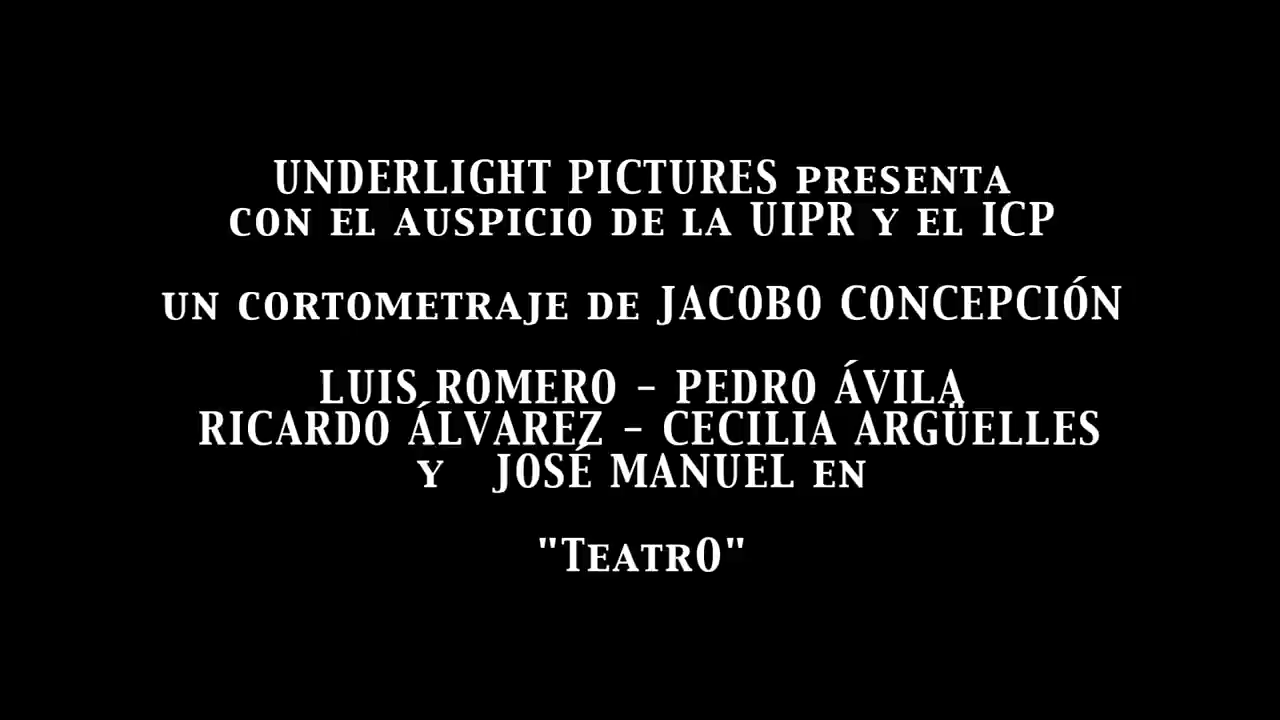 UNDERLIGHT PICTURES PRESENTA
CON EL AUSPICIO DE LA UIPR Y EL ICP
UN CORTOMETRAJE DE JACOBO CONCEPCIÓN
LUIS ROMERO - PEDRO ÁVILA
RICARDO ÁLVAREZ - CECILIA ARGÜELLES
Y JOSÉ MANUEL EN
"TEATRO"